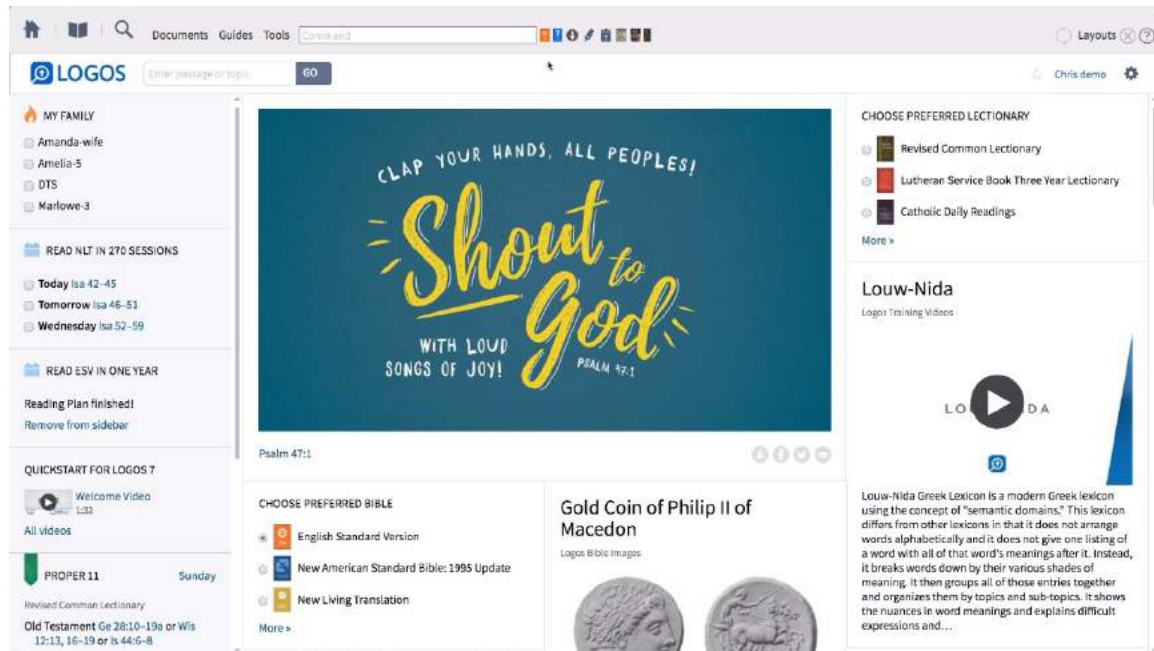 Documents Guides Tools Command
Layouts
LOGOS Enter passage or topic GO
Chris demo
MY FAMILY
Amanda-wife
Amelia-5
DTS
Marlowe-3
READ NLT IN 270 SESSIONS
Today Isa 42–45
Tomorrow Isa 46–51
Wednesday Isa 52–59
READ ESV IN ONE YEAR
Reading Plan finished!
Remove from sidebar
QUICKSTART FOR LOGOS 7
Welcome Video
1:32
All videos
PROPER 11 Sunday
Revised Common Lectionary
Old Testament Ge 28:10–19a or Wis
12:13, 16–19 or Is 44:6–8
CLAP YOUR HANDS, ALL PEOPLES!
Shout
to
God
WITH LOUD
SONGS OF JOY!
PSALM 47:1
Psalm 47:1
CHOOSE PREFERRED BIBLE
English Standard Version
New American Standard Bible: 1995 Update
New Living Translation
More »
Gold Coin of Philip II of
Macedon
Logos Bible Images
CHOOSE PREFERRED LECTIONARY
Revised Common Lectionary
Lutheran Service Book Three Year Lectionary
Catholic Daily Readings
More »
Louw-Nida
Logos Training Videos
LO DA
Louw-Nida Greek Lexicon is a modern Greek lexicon
using the concept of "semantic domains." This lexicon
differs from other lexicons in that it does not arrange
words alphabetically and it does not give one listing of
a word with all of that word's meanings after it. Instead,
it breaks words down by their various shades of
meaning. It then groups all of those entries together
and organizes them by topics and sub-topics. It shows
the nuances in word meanings and explains difficult
expressions and…